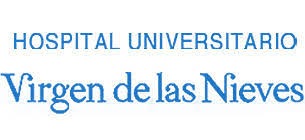 HOSPITAL UNIVERSITARIO
Virgen de las Nieves